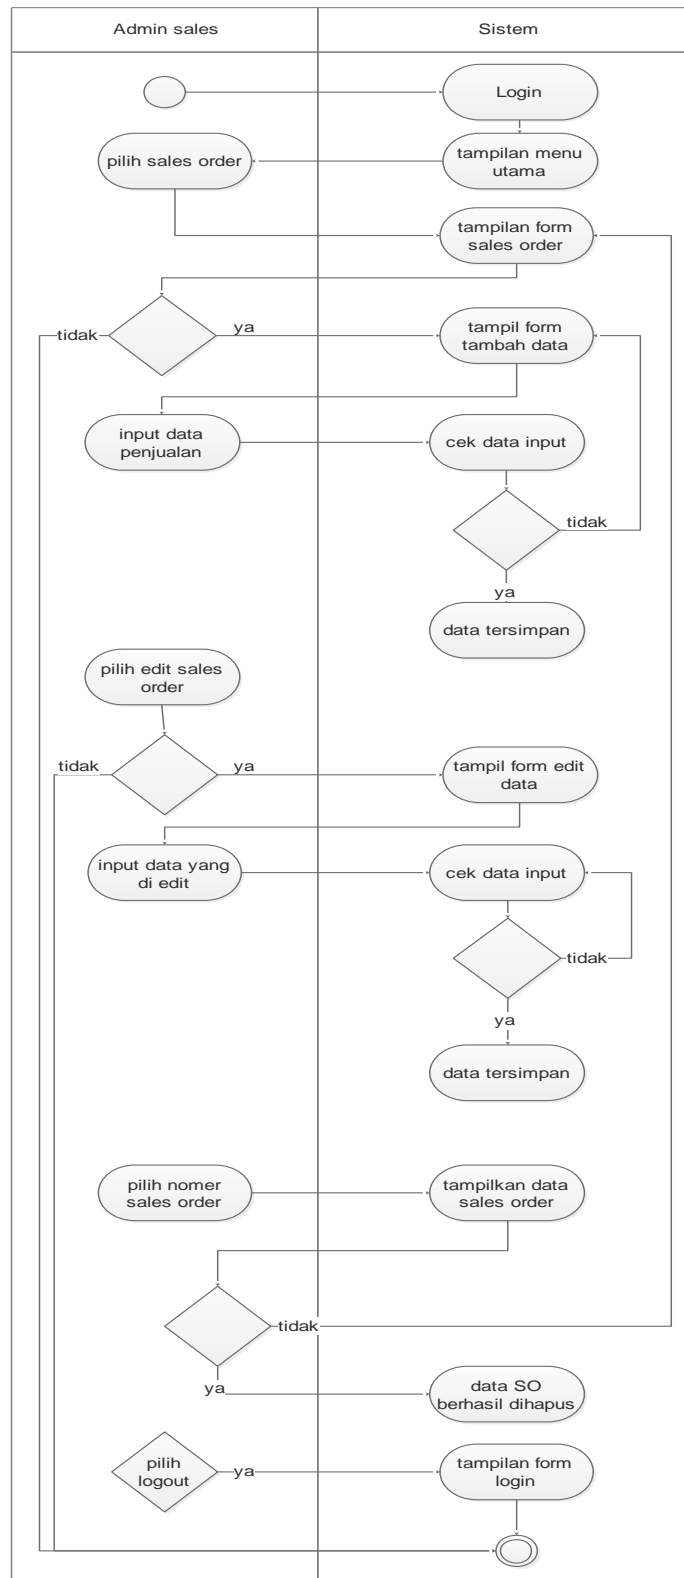 Admin sales
Sistem
Login
pilih sales order
tampilan menu
utama
tampilan form
sales order
tidak
ya
tampil form
tambah data
input data
penjualan
cek data input
tidak
ya
data tersimpan
pilih edit sales
order
tidak
ya
tampil form edit
data
input data yang
di edit
cek data input
tidak
ya
data tersimpan
pilih nomer
sales order
tampilkan data
sales order
tidak
ya
data SO
berhasil dihapus
pilih
logout
ya
tampilan form
login